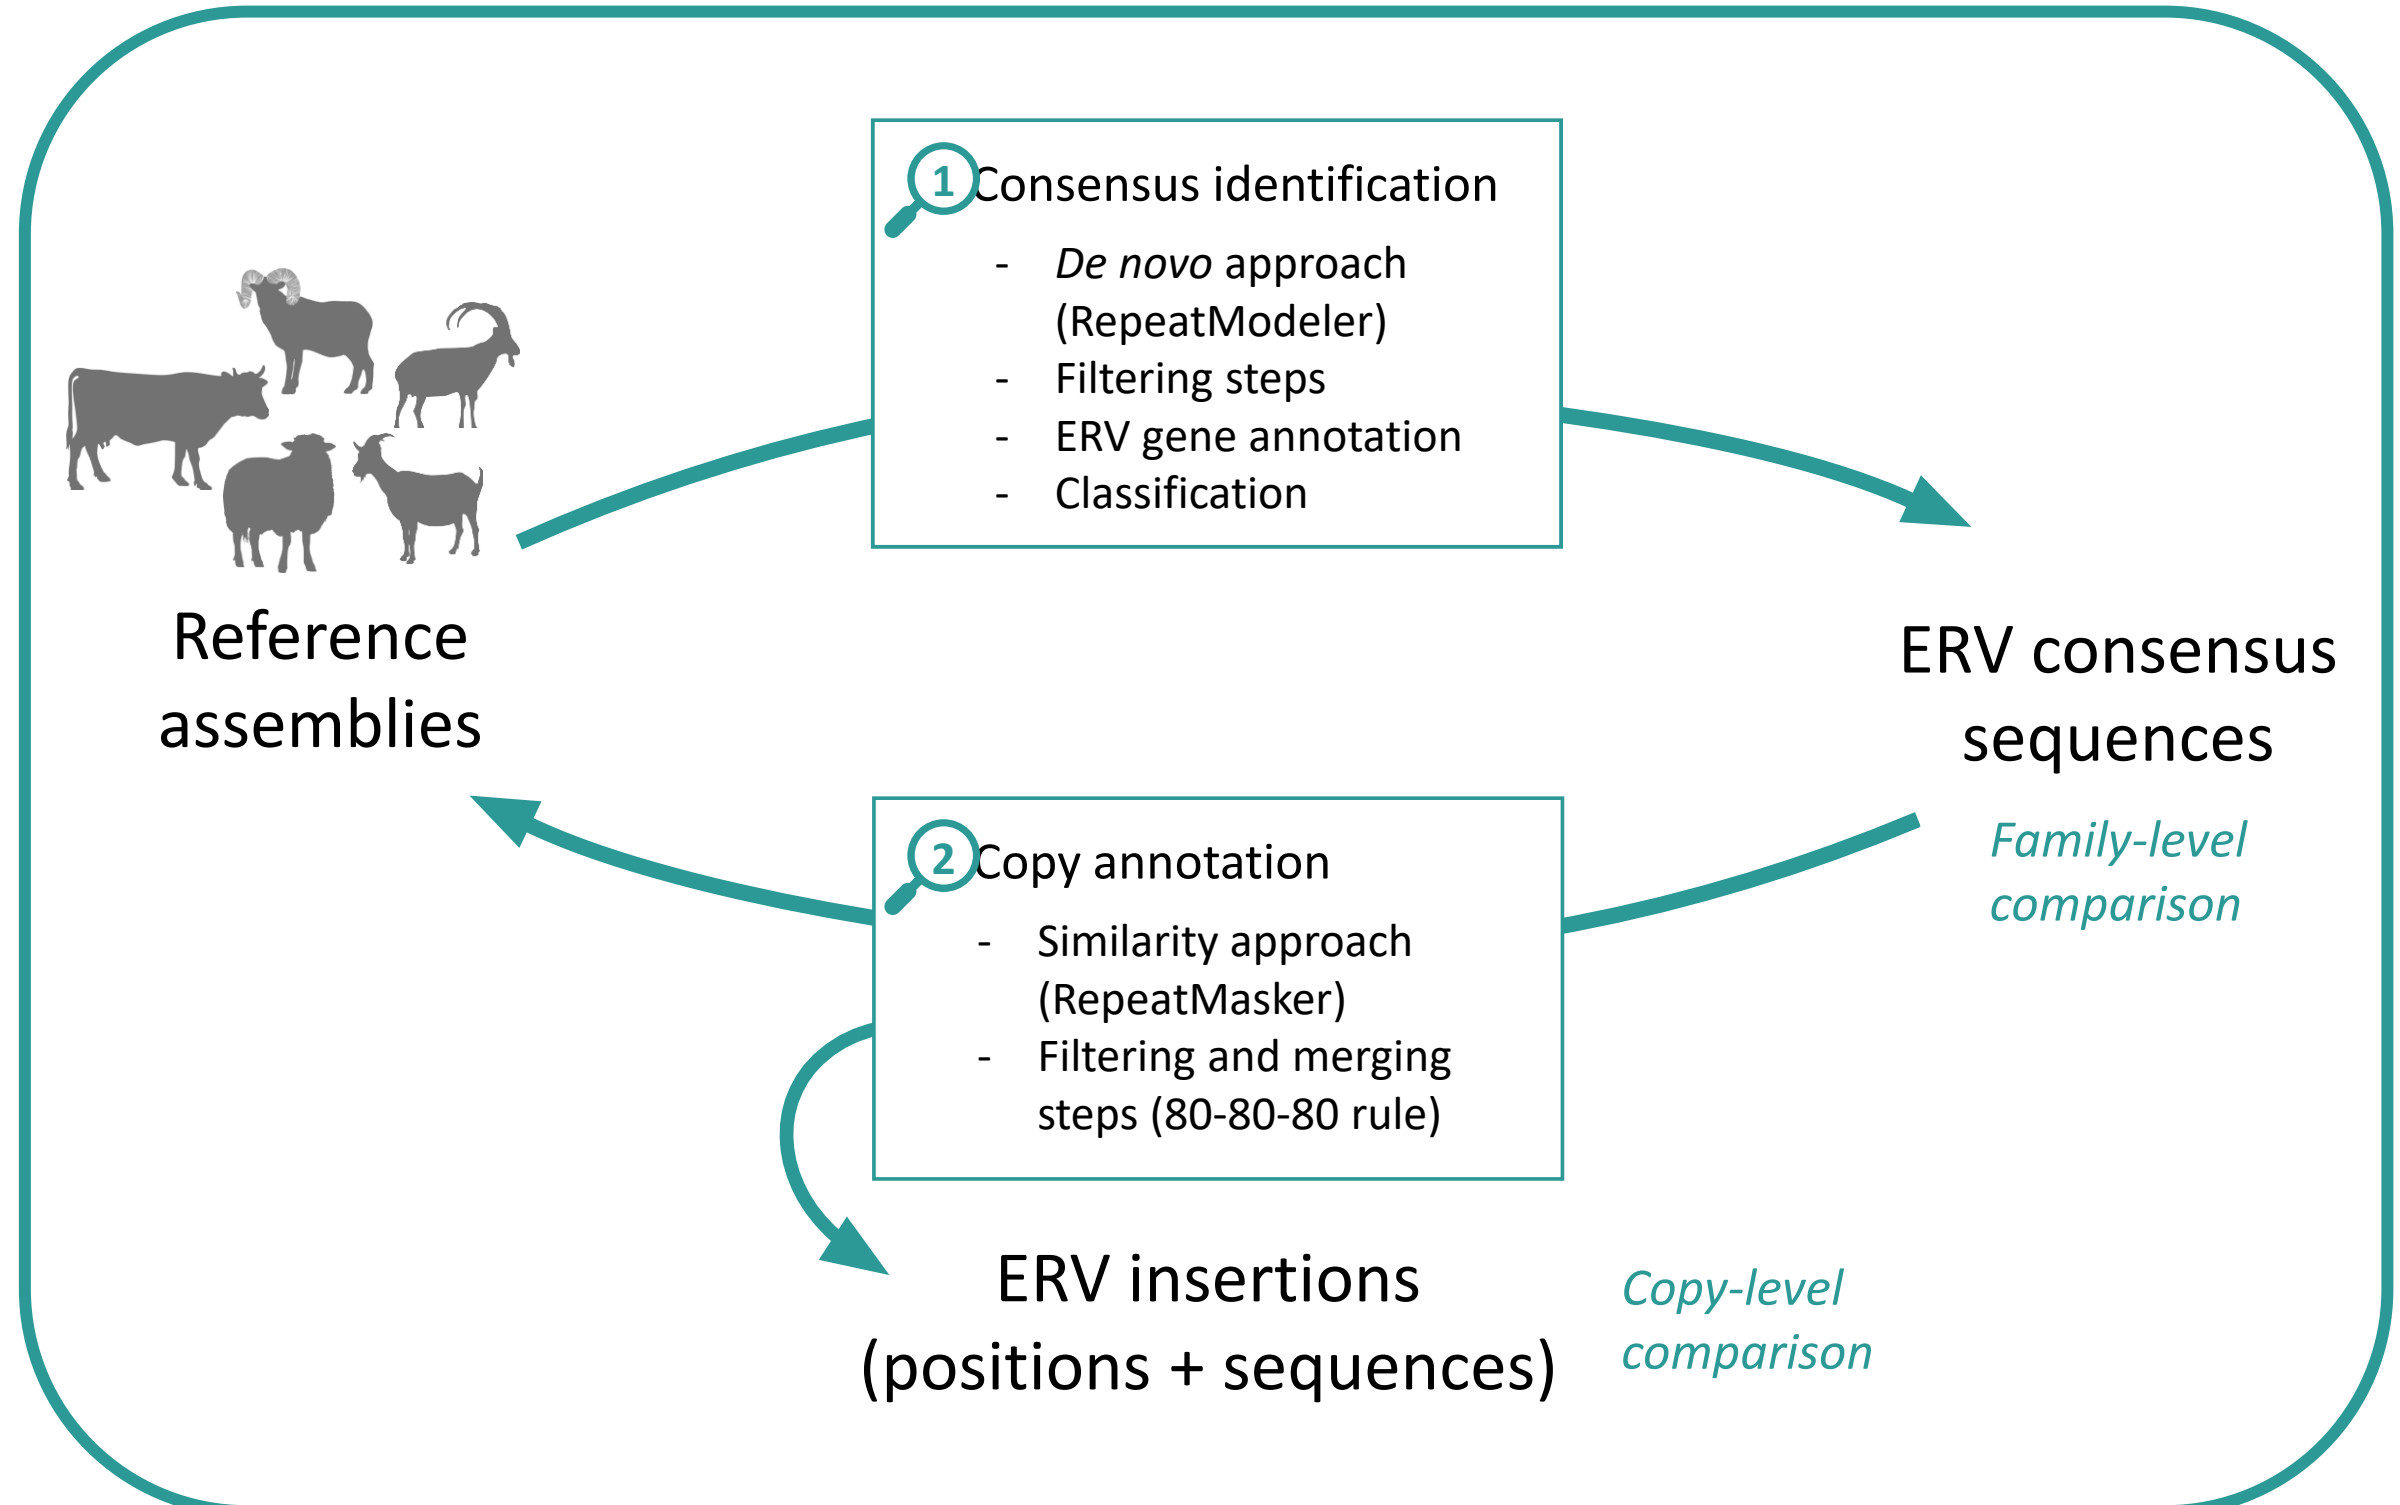 1
Consensus identification
- De novo approach
(RepeatModeler)
- Filtering steps
- ERV gene annotation
- Classification
Reference
assemblies
ERV consensus
sequences
Family-level
comparison
2
Copy annotation
- Similarity approach
(RepeatMasker)
- Filtering and merging
steps (80-80-80 rule)
ERV insertions
(positions + sequences)
Copy-level
comparison